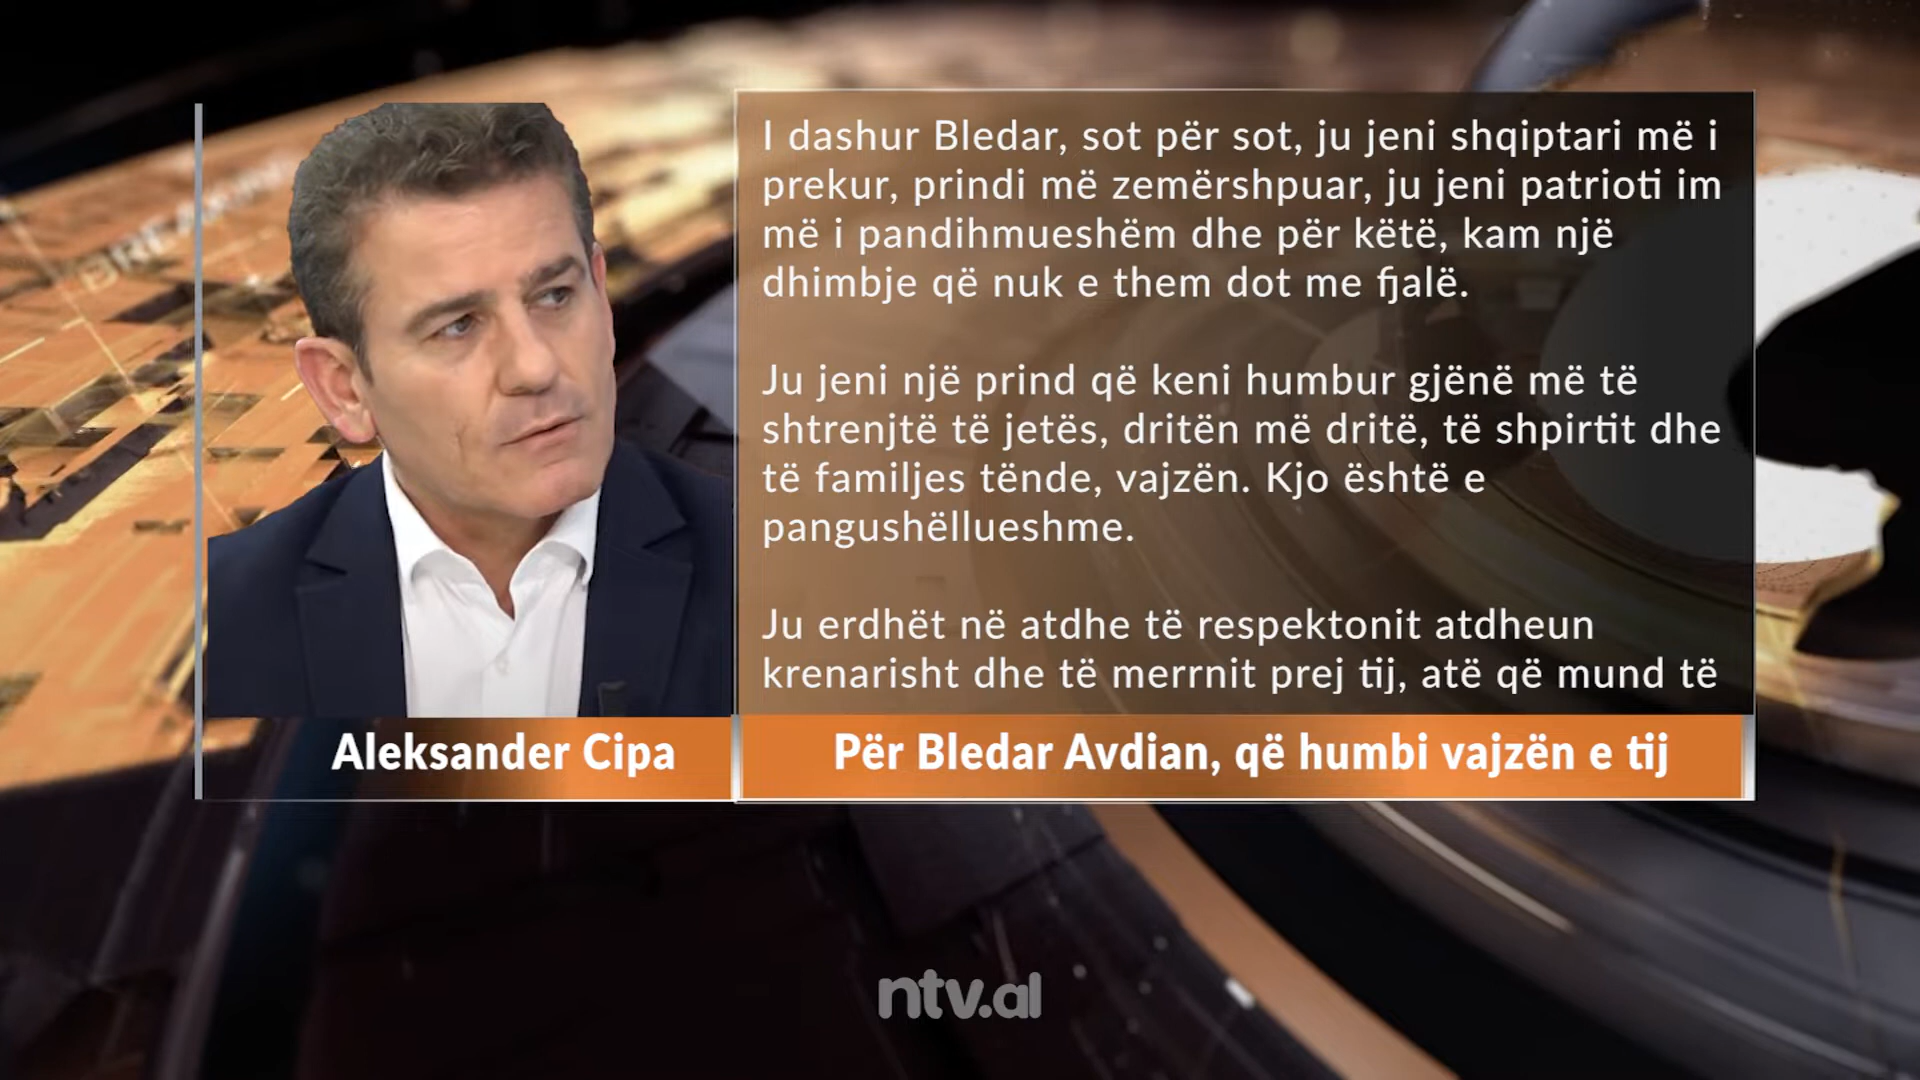 I dashur Bledar, sot për sot, ju jeni shqiptari më i
prekur, prindi më zemërshpuar, ju jeni patrioti im
më i pandihmueshëm dhe për këtë, kam një
dhimbje që nuk e them dot me fjalë.
Ju jeni një prind që keni humbur gjënë më të
shtrenjtë të jetës, dritën më dritë, të shpirtit dhe
të familjes tënde, vajzën. Kjo është e
pangushëllueshme.
Ju erdhët në atdhe të respektonit atdheun
krenarisht dhe të merrnit prej tij, atë që mund të
Aleksander Cipa
Për Bledar Avdian, që humbi vajzën e tij
ntv.al